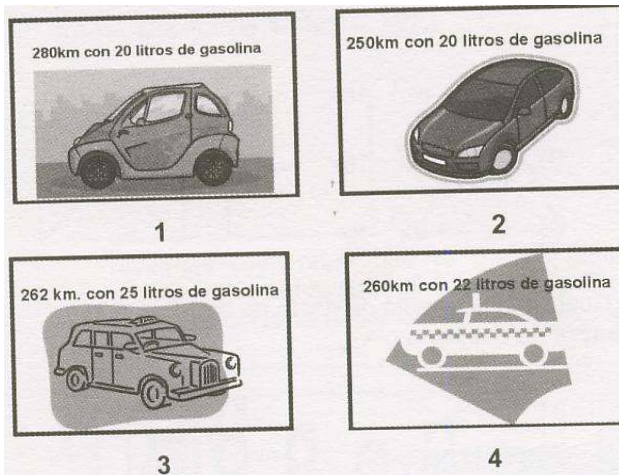 280km con 20 litros de gasolina
250km con 20 litros de gasolina
1
2
262 km. con 25 litros de gasolina
260km con 22 litros de gasolina
3
4